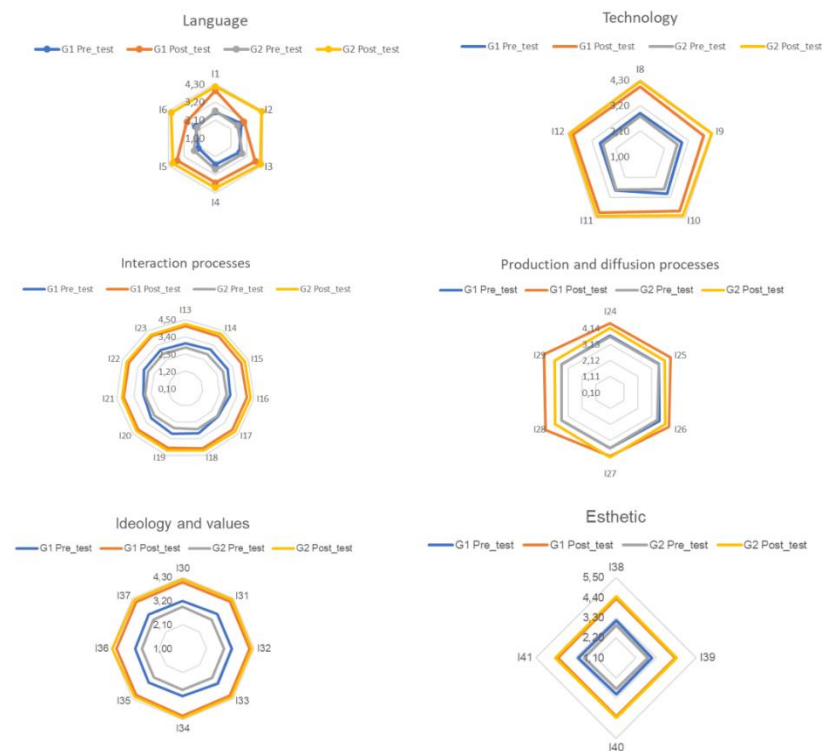 Language
G1 Pre_test G1 Post_test G2 Pre_test G2 Post_test
I1
4,30
I6 3,20 I2
2,10
1,00
I5 I3
I4
Technology
G1 Pre_test G1 Post_test G2 Pre_test G2 Post_test
I8
4,30
3,20
I12 2,10 I9
1,00
I11 I10
Interaction processes
G1 Pre_test G1 Post_test G2 Pre_test G2 Post_test
I13
4,50
I23 I14
3,40
I22 2,30 I15
1,20
I21 0,10 I16
I20 I17
I19 I18
Production and diffusion processes
G1 Pre_test G1 Post_test G2 Pre_test G2 Post_test
I24
4,14
I29 3,13 I25
2,12
1,11
0,10
I28 I26
I27
Ideology and values
G1 Pre_test G1 Post_test G2 Pre_test G2 Post_test
I30
4,30
I37 3,20 I31
2,10
I36 1,00 I32
I35 I33
I34
Esthetic
G1 Pre_test G1 Post_test G2 Pre_test G2 Post_test
I38
5,50
4,40
3,30
2,20
I41 1,10 I39
I40